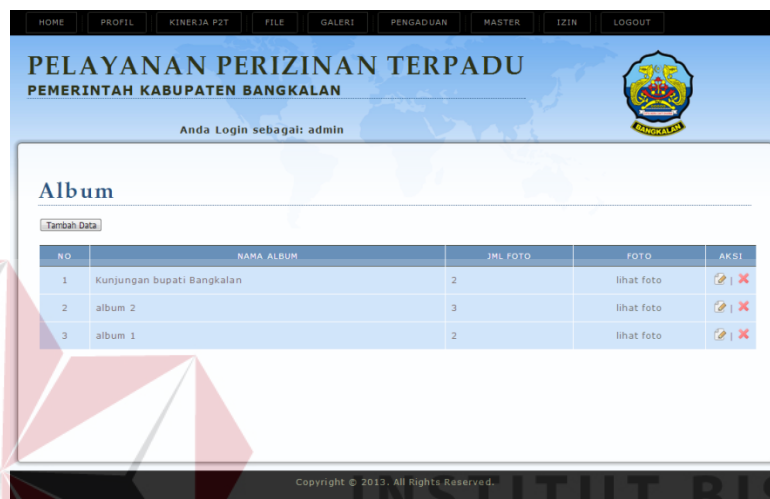 HOME PROFIL KINERJA P2T FILE GALERI PENGADUAN MASTER IZIN LOGOUT
PELAYANAN PERIZINAN TERPADU
PEMERINTAH KABUPATEN BANGKALAN
BANGKALAN
Anda Login sebagai: admin
Album
Tambah Data
NO NAMA ALBUM JML FOTO FOTO AKSI
1 Kunjungan bupati Bangkalan 2 lihat foto |
2 album 2 3 lihat foto |
3 album 1 2 lihat foto |
Copyright © 2013. All Rights Reserved.
INSTITUT BIS